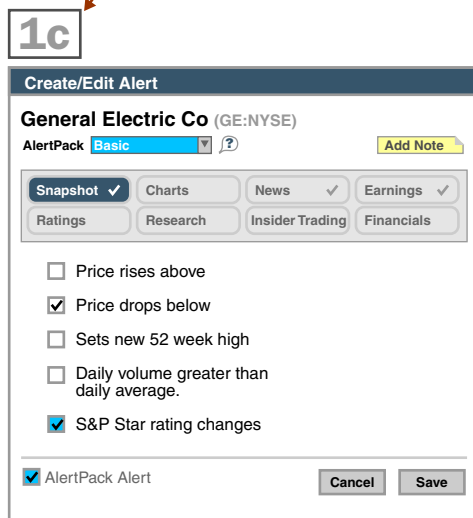 1c
Create/Edit Alert
General Electric Co (GE:NYSE)
AlertPack Basic ? Add Note
Snapshot ✓ Charts News ✓ Earnings ✓
Ratings Research Insider Trading Financials
Price rises above
Price drops below
Sets new 52 week high
Daily volume greater than
daily average.
S&P Star rating changes
AlertPack Alert Cancel Save